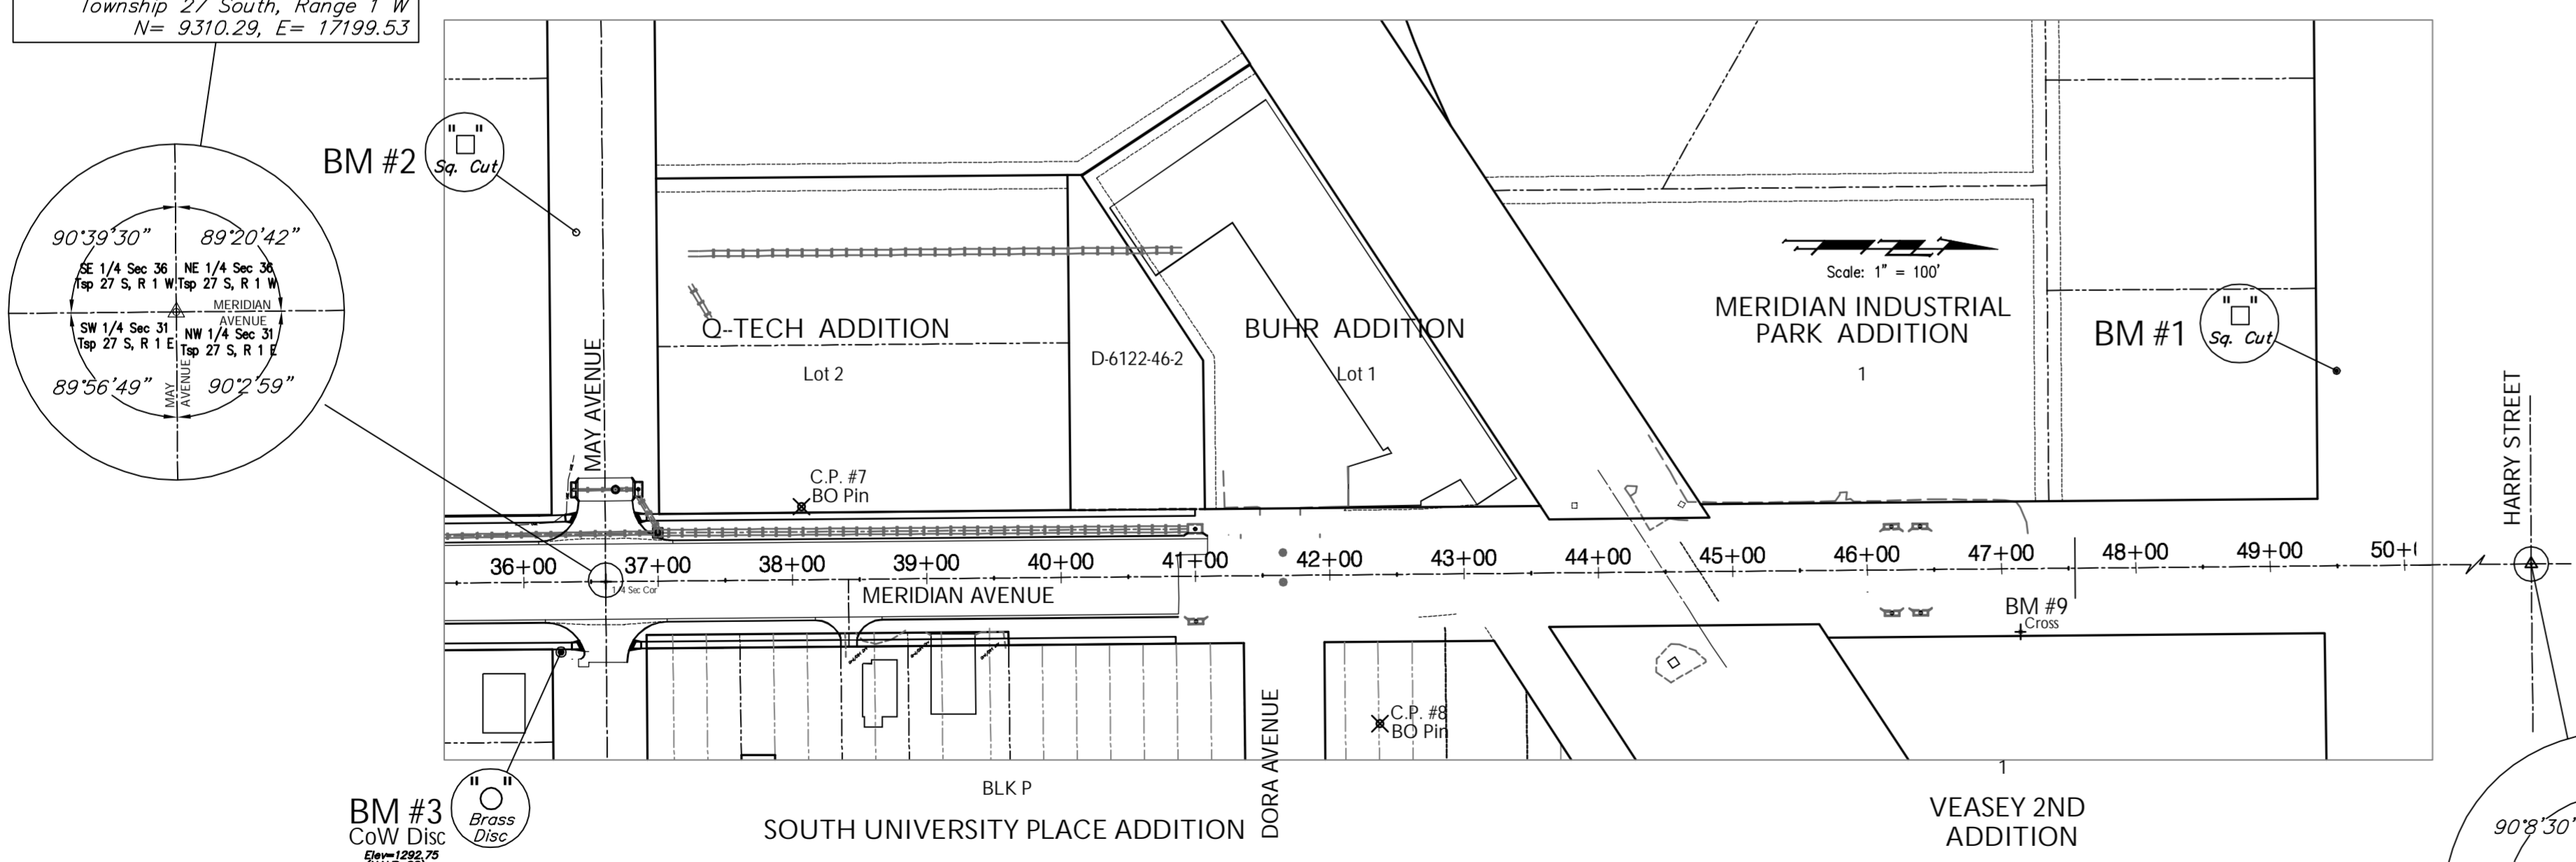 Township 27 South, Range 1 W
N= 9310.29, E= 17199.53
BM #2
" "
Sq. Cut
90°39'30"
89°20'42"
SE 1/4 Sec 36
Tsp 27 S, R 1 W
NE 1/4 Sec 36
Tsp 27 S, R 1 W
MERIDIAN
AVENUE
SW 1/4 Sec 31
Tsp 27 S, R 1 E
NW 1/4 Sec 31
Tsp 27 S, R 1 E
89°56'49"
90°2'59"
MAY
AVENUE
MAY AVENUE
Q-TECH ADDITION
Lot 2
D-6122-46-2
BUHR ADDITION
Lot 1
Scale: 1" = 100'
MERIDIAN INDUSTRIAL
PARK ADDITION
1
BM #1
" "
Sq. Cut
HARRY STREET
C.P. #7
BO Pin
36+00 37+00 38+00 39+00 40+00 41+00 42+00 43+00 44+00 45+00 46+00 47+00 48+00 49+00
1/4 Sec Cor
MERIDIAN AVENUE
BM #9
Cross
C.P. #8
BO Pin
DORA AVENUE
BLK P
SOUTH UNIVERSITY PLACE ADDITION
1
VEASEY 2ND
ADDITION
BM #3
CoW Disc
Elev=1292.75
" "
Brass
Disc
90°8'30"